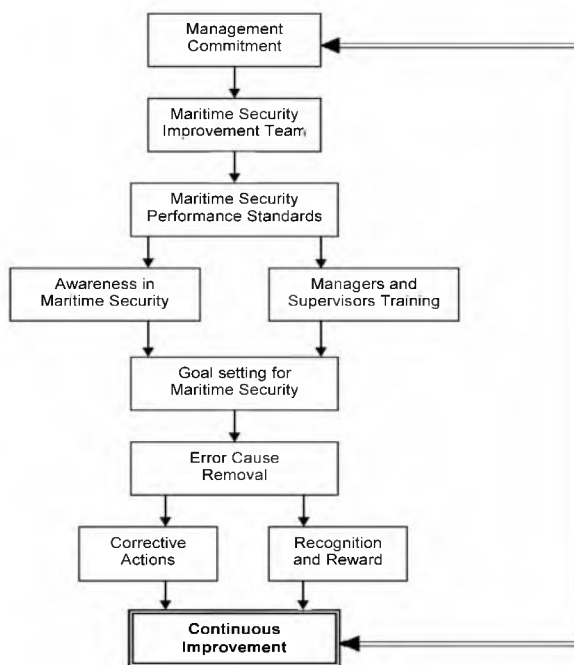 Management
Commitment
Maritime Security
Improvement Team
Maritime Security
Performance Standards
Awareness in
Maritime Security
Managers and
Supervisors Training
Goal setting for
Maritime Security
Error Cause
Removal
Corrective
Actions
Recognition
and Reward
Continuous
Improvement